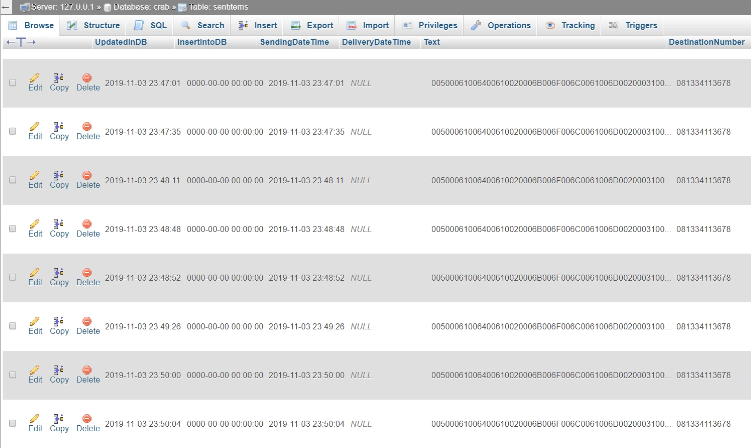 Server: 127.0.0.1 » Database: crab » Table: sentitems
Browse Structure SQL Search Insert Export Import Privileges Operations Tracking Triggers
←T→ UpdatedInDB InsertIntoDB SendingDateTime DeliveryDateTime Text DestinationNumber
Edit Copy Delete 2019-11-03 23:47:01 0000-00-00 00:00:00 2019-11-03 23:47:01 NULL 00500061006400610020006B006F006C0061006D0020003100... 081334113678
Edit Copy Delete 2019-11-03 23:47:35 0000-00-00 00:00:00 2019-11-03 23:47:35 NULL 00500061006400610020006B006F006C0061006D0020003100... 081334113678
Edit Copy Delete 2019-11-03 23:48:11 0000-00-00 00:00:00 2019-11-03 23:48:11 NULL 00500061006400610020006B006F006C0061006D0020003100... 081334113678
Edit Copy Delete 2019-11-03 23:48:48 0000-00-00 00:00:00 2019-11-03 23:48:48 NULL 00500061006400610020006B006F006C0061006D0020003100... 081334113678
Edit Copy Delete 2019-11-03 23:48:52 0000-00-00 00:00:00 2019-11-03 23:48:52 NULL 00500061006400610020006B006F006C0061006D0020003100... 081334113678
Edit Copy Delete 2019-11-03 23:49:26 0000-00-00 00:00:00 2019-11-03 23:49:26 NULL 00500061006400610020006B006F006C0061006D0020003100... 081334113678
Edit Copy Delete 2019-11-03 23:50:00 0000-00-00 00:00:00 2019-11-03 23:50:00 NULL 00500061006400610020006B006F006C0061006D0020003100... 081334113678
Edit Copy Delete 2019-11-03 23:50:04 0000-00-00 00:00:00 2019-11-03 23:50:04 NULL 00500061006400610020006B006F006C0061006D0020003100... 081334113678